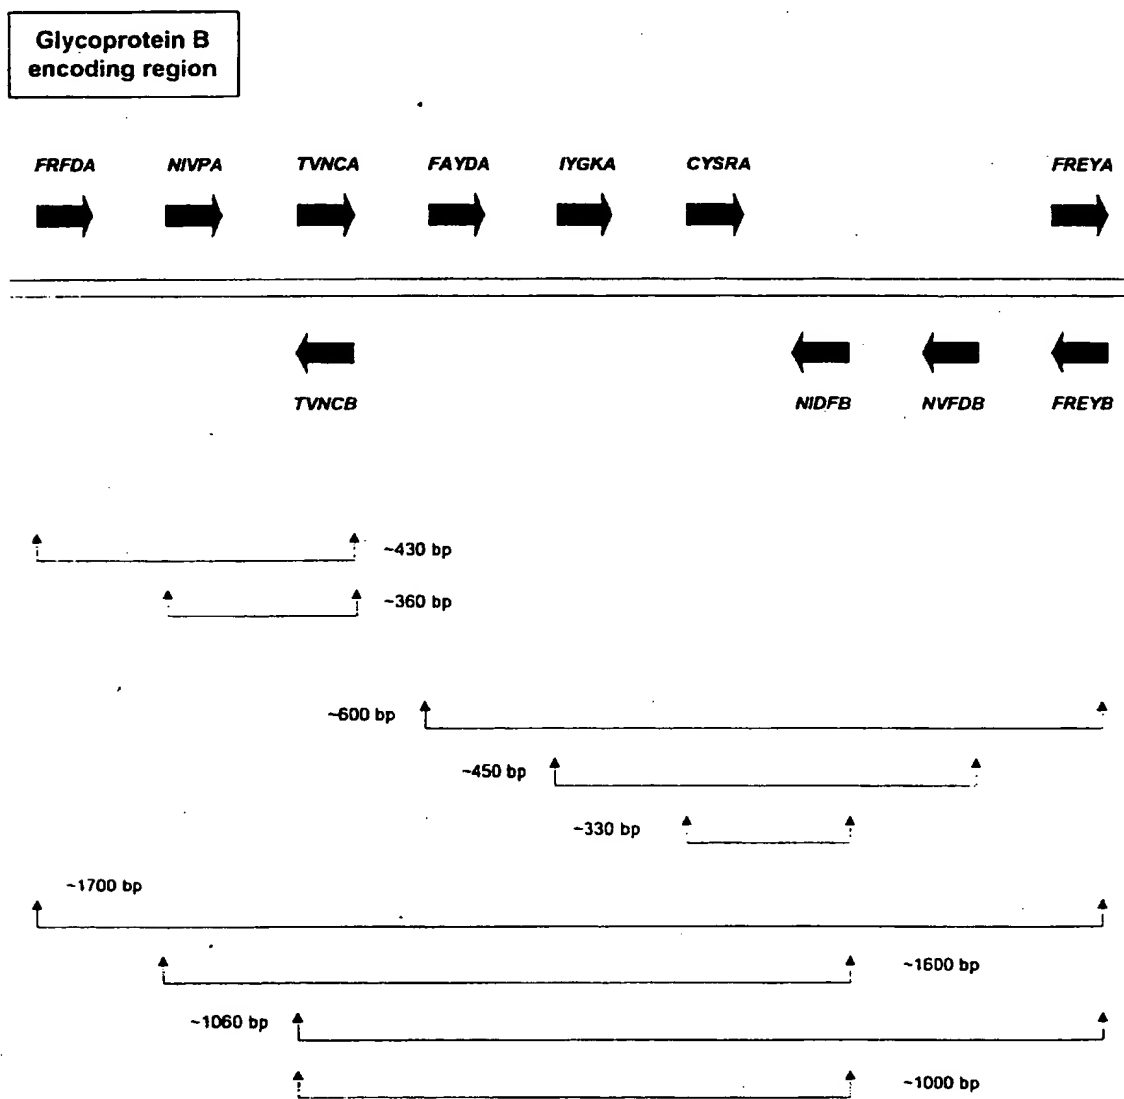 Glycoprotein B
encoding region
FRFDA NIVPA TVNCA FAYDA IYGKA CYSRA FREYA
TVNCB NIDFB NVFDB FREYB
~430 bp
~360 bp
~600 bp
~450 bp
~330 bp
~1700 bp
~1600 bp
~1060 bp
~1000 bp